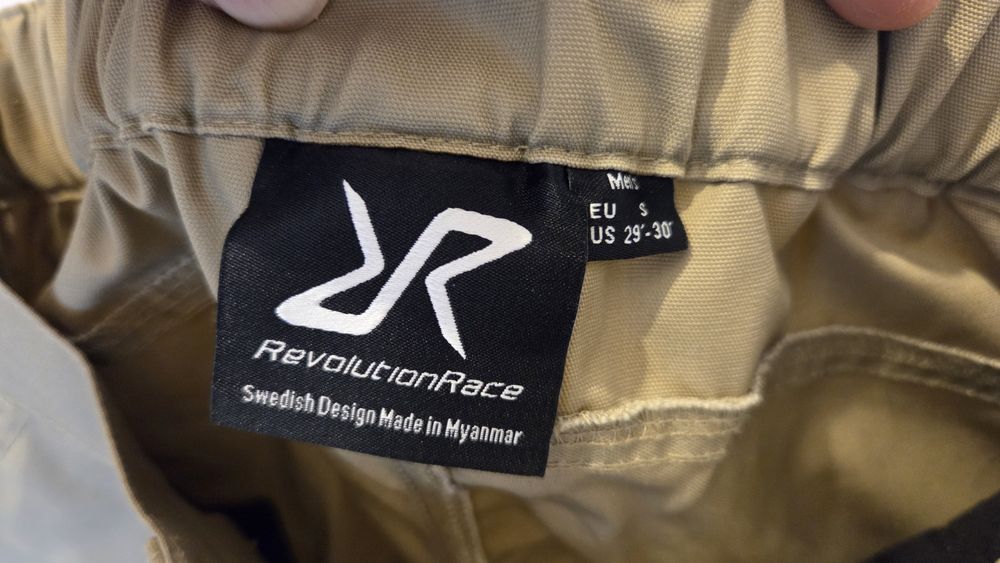 RevolutionRace
Swedish Design Made in Myanmar
Mens
EU S
US 29"-30"